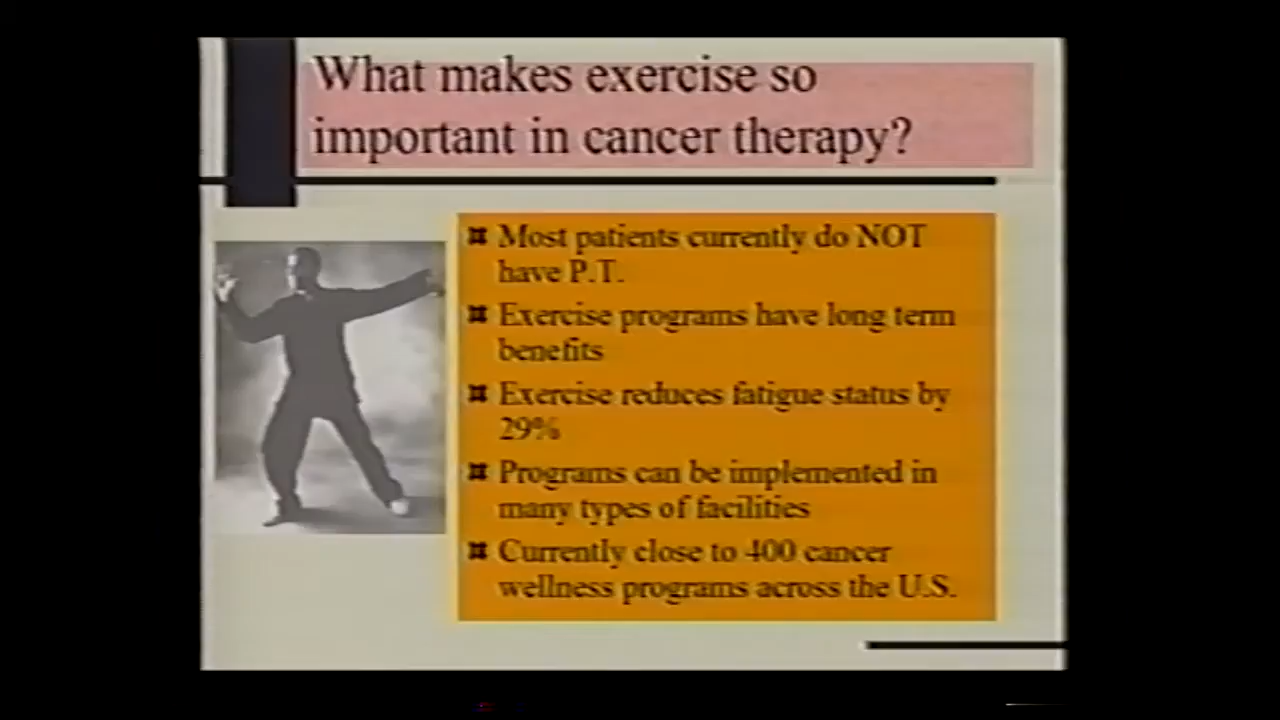 What makes exercise so
important in cancer therapy?
Most patients currently do NOT
have P.T.
Exercise programs have long term
benefits
Exercise reduces fatigue status by
29%
Programs can be implemented in
many types of facilities
Currently close to 400 cancer
wellness programs across the U.S.